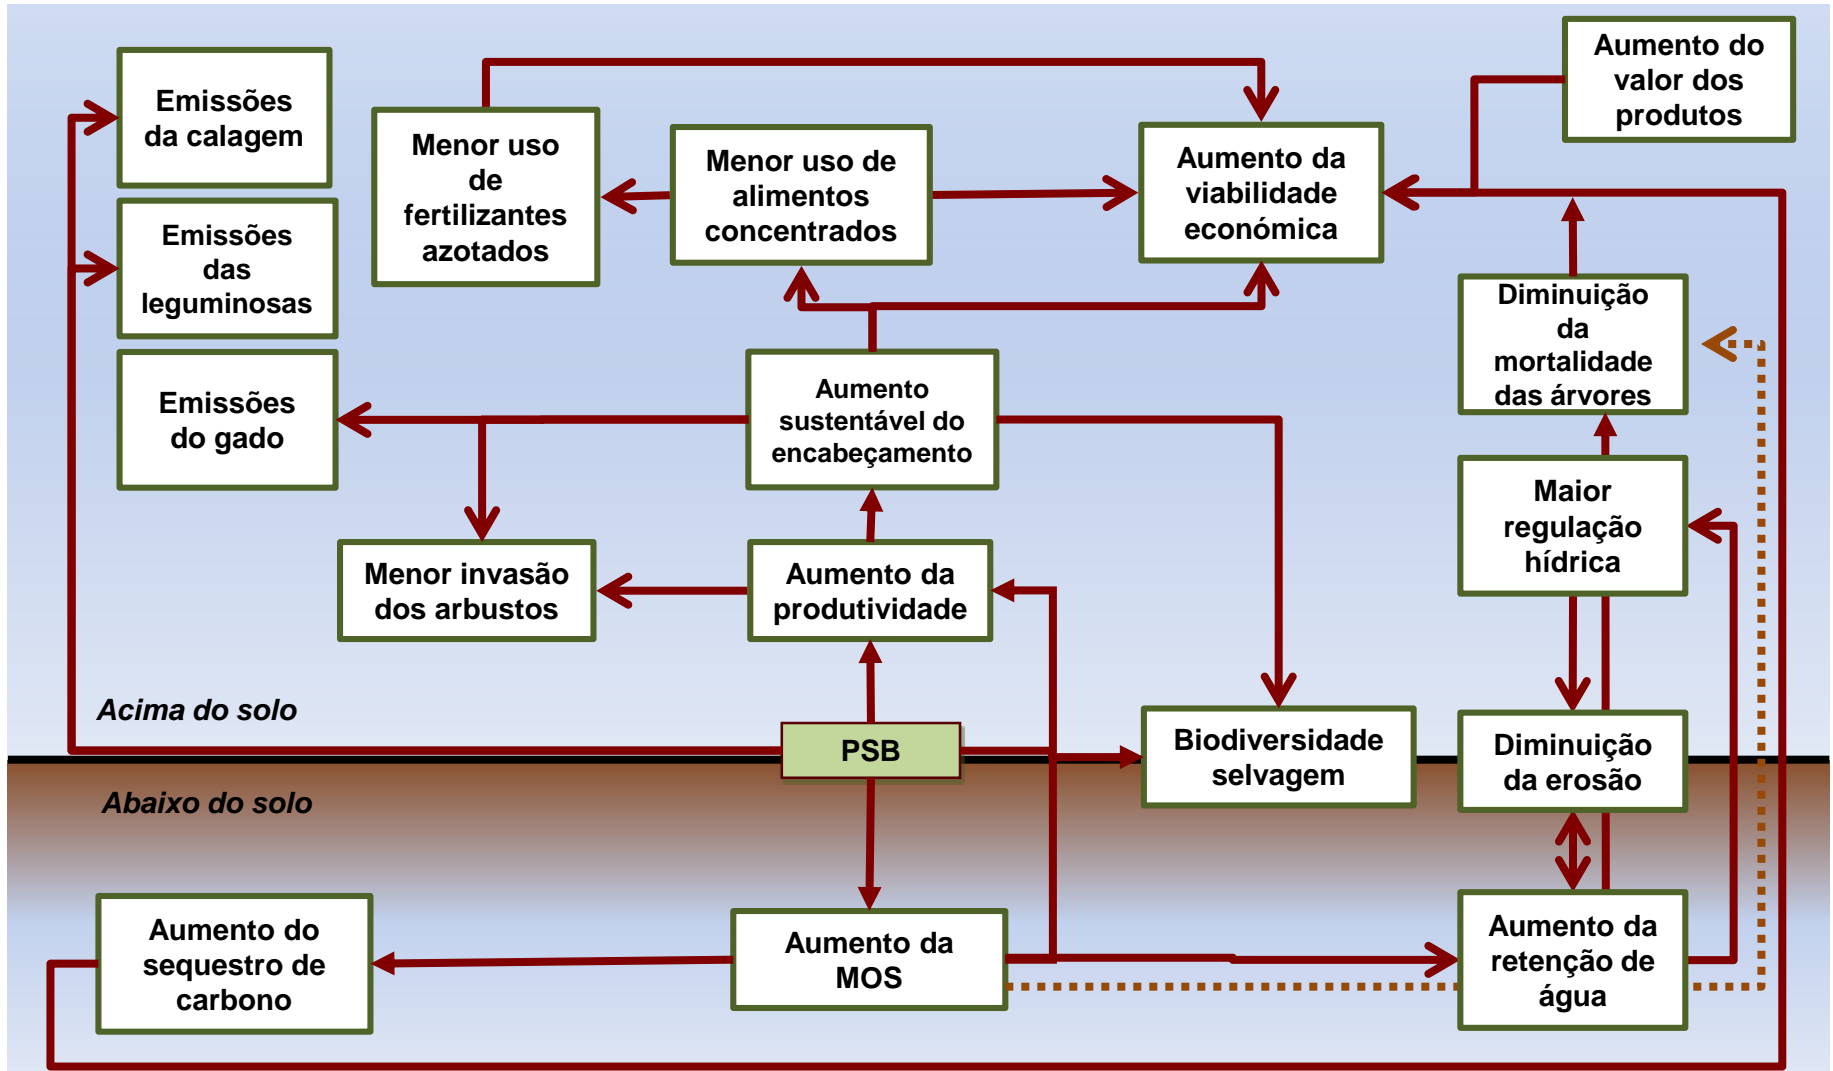 Emissões
da calagem
Emissões
das
leguminosas
Emissões
do gado
Menor uso
de
fertilizantes
azotados
Menor uso de
alimentos
concentrados
Aumento da
viabilidade
económica
Aumento do
valor dos
produtos
Diminuição
da
mortalidade
das árvores
Aumento
sustentável do
encabeçamento
Maior
regulação
hídrica
Menor invasão
dos arbustos
Aumento da
produtividade
Acima do solo
PSB
Biodiversidade
selvagem
Diminuição
da erosão
Abaixo do solo
Aumento do
sequestro de
carbono
Aumento da
MOS
Aumento da
retenção de
água